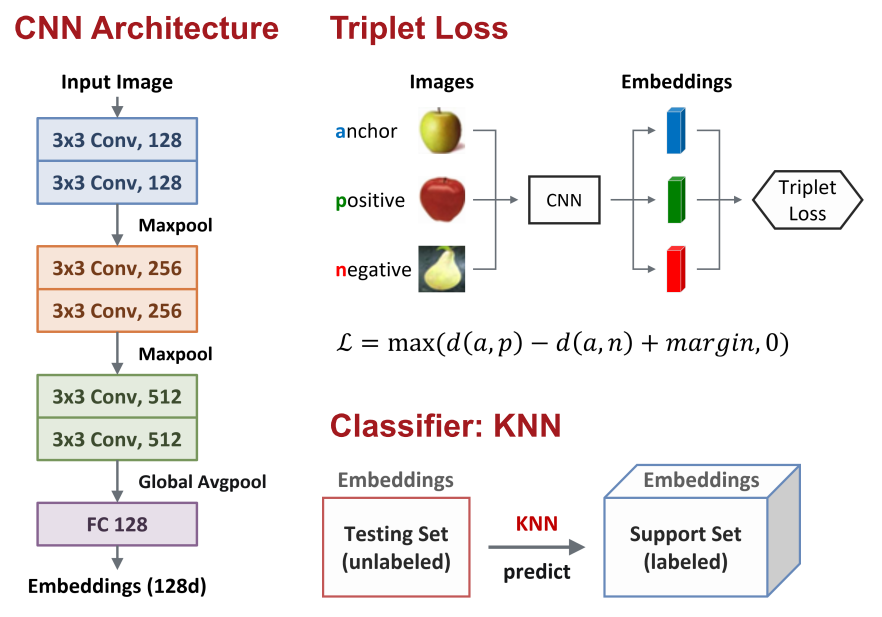 CNN Architecture
Input Image
3x3 Conv, 128
3x3 Conv, 128
Maxpool
3x3 Conv, 256
3x3 Conv, 256
Maxpool
3x3 Conv, 512
3x3 Conv, 512
Global Avgpool
FC 128
Embeddings (128d)
Triplet Loss
Images
Embeddings
anchor
positive
negative
CNN
Triplet
Loss
ℒ = max(𝑑(𝑎, 𝑝) − 𝑑(𝑎, 𝑛) + 𝑚𝑎𝑟𝑔𝑖𝑛, 0)
Classifier: KNN
Embeddings
Testing Set
(unlabeled)
KNN
predict
Embeddings
Support Set
(labeled)